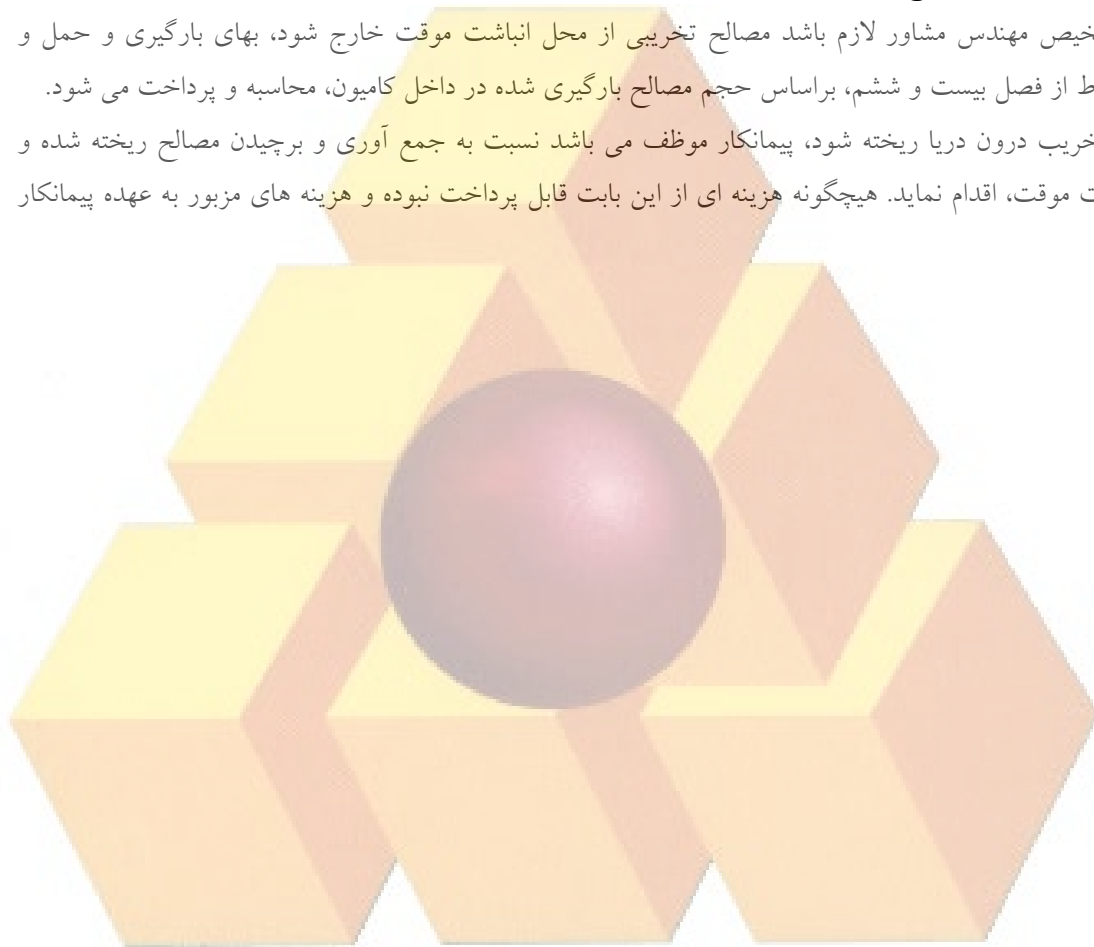 خیص مهندس مشاور لازم باشد مصالح تخریبی از محل انباشت موقت خارج شود، بهای بارگیری و حمل و
ط از فصل بیست و ششم، براساس حجم مصالح بارگیری شده در داخل کامیون، محاسبه و پرداخت می شود.
خریب درون دریا ریخته شود، پیمانکار موظف می باشد نسبت به جمع آوری و برچیدن مصالح ریخته شده و
ت موقت، اقدام نماید. هیچگونه هزینه ای از این بابت قابل پرداخت نبوده و هزینه های مزبور به عهده پیمانکار